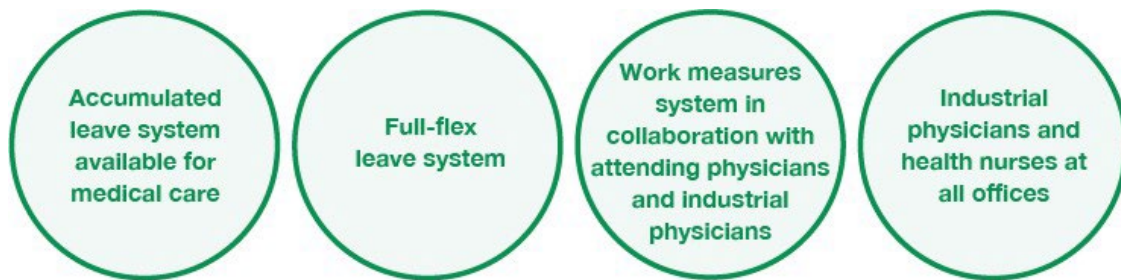 Accumulated
leave system
available for
medical care
Full-flex
leave system
Work measures
system in
collaboration with
attending physicians
and industrial
physicians
Industrial
physicians and
health nurses at
all offices